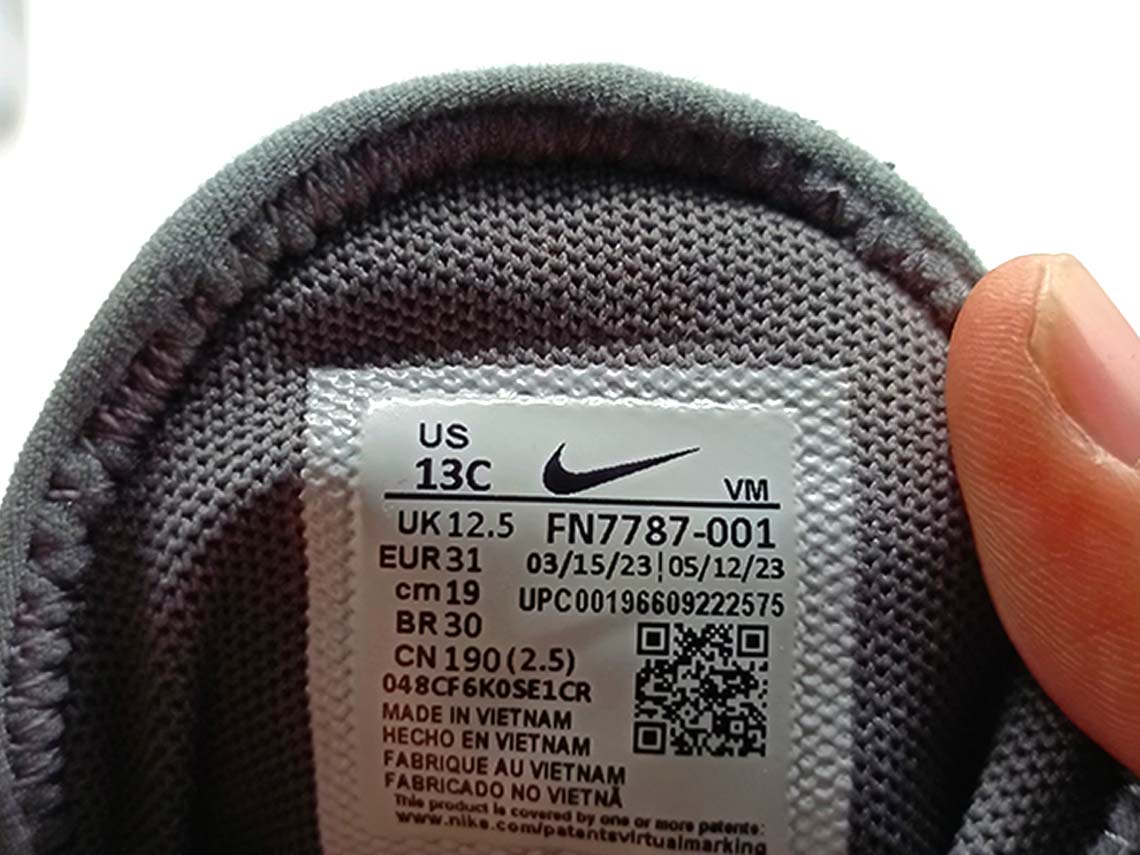 US
13C
VM
UK 12.5 FN7787-001
EUR 31 03/15/23|05/12/23
cm 19 UPC00196609222575
BR 30
CN 190 (2.5)
048CF6K0SE1CR
MADE IN VIETNAM
HECHO EN VIETNAM
FABRIQUE AU VIETNAM
FABRICADO NO VIETNÃ
This product is covered by one or more patents:
www.nike.com/patentsvirtualmarking